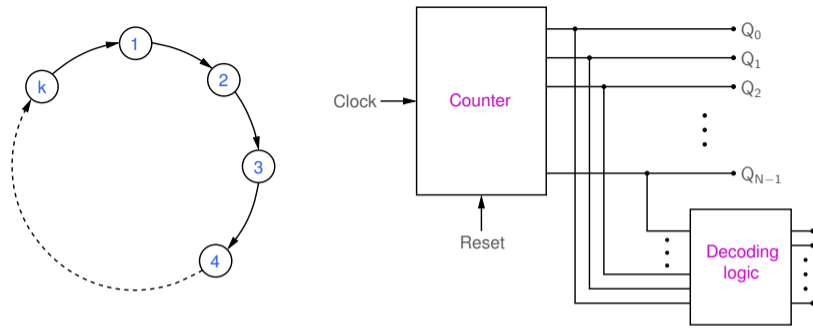 1
2
3
4
k
Clock
Counter
Reset
Q0
Q1
Q2
QN−1
Decoding
logic